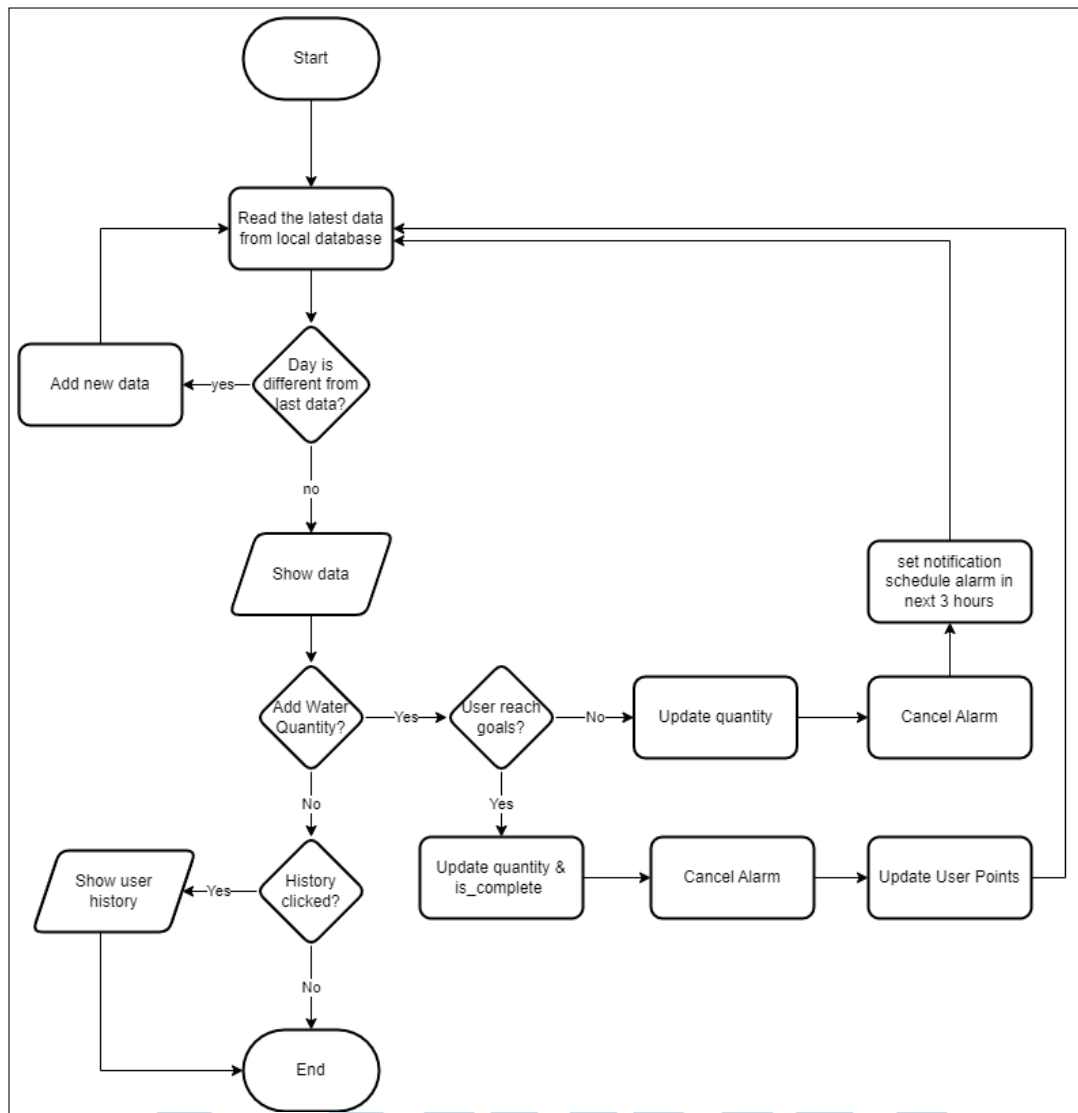 Start
Read the latest data
from local database
Day is
different from
last data?
yes
Add new data
no
Show data
set notification
schedule alarm in
next 3 hours
Add Water
Quantity?
Yes
User reach
goals?
No
Update quantity
Cancel Alarm
No
Yes
History
clicked?
Yes
Show user
history
Update quantity &
is_complete
Cancel Alarm
Update User Points
No
End